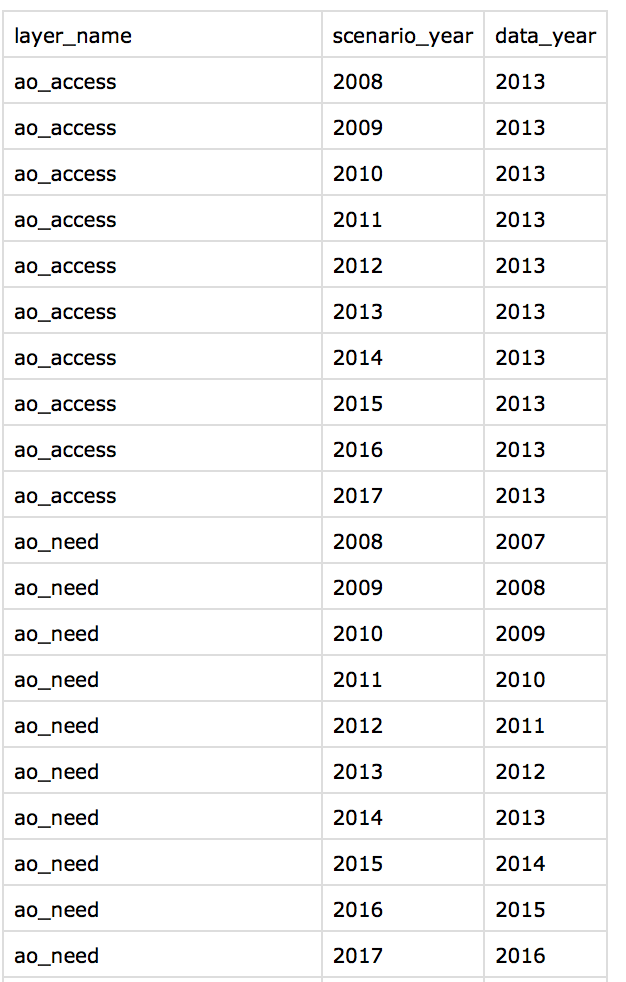 layer_name scenario_year data_year
ao_access 2008 2013
ao_access 2009 2013
ao_access 2010 2013
ao_access 2011 2013
ao_access 2012 2013
ao_access 2013 2013
ao_access 2014 2013
ao_access 2015 2013
ao_access 2016 2013
ao_access 2017 2013
ao_need 2008 2007
ao_need 2009 2008
ao_need 2010 2009
ao_need 2011 2010
ao_need 2012 2011
ao_need 2013 2012
ao_need 2014 2013
ao_need 2015 2014
ao_need 2016 2015
ao_need 2017 2016